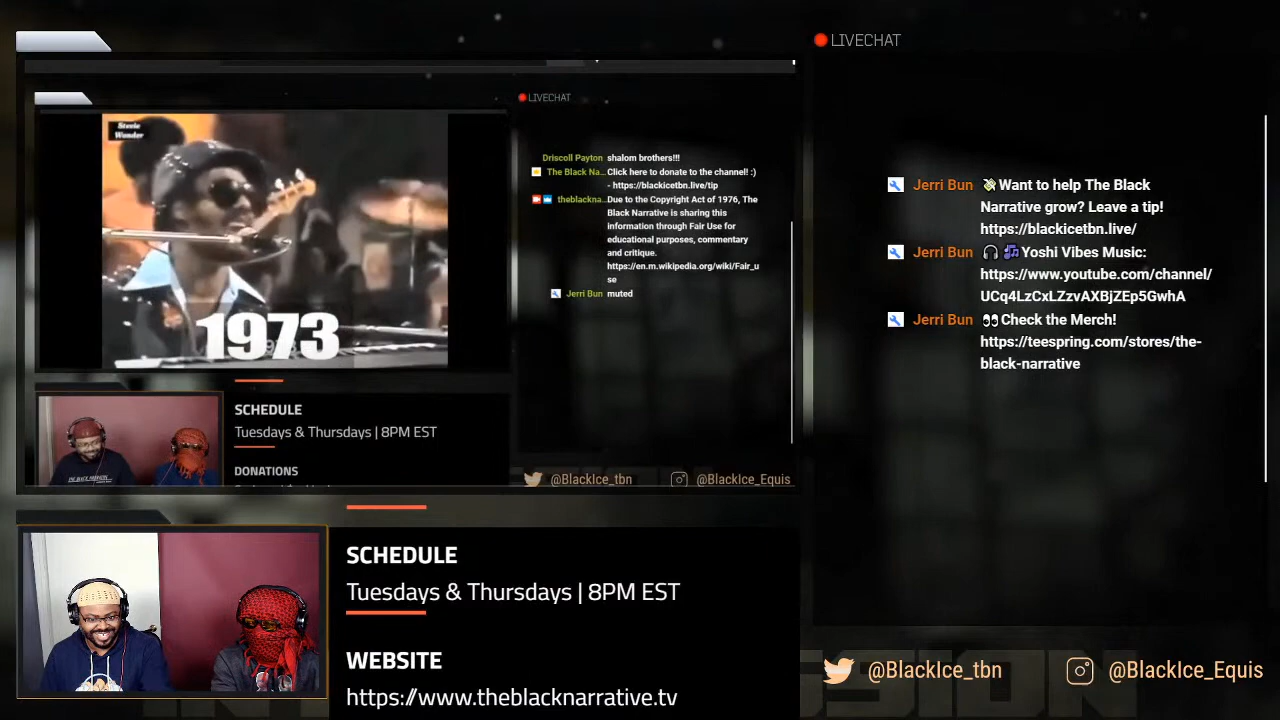 LIVECHAT
Stevie
Wonder
1973
LIVECHAT
Driscoll Payton shalom brothers!!!
The Black Na... Click here to donate to the channel! :)
- https://blackicetbn.live/tip
theblackna... Due to the Copyright Act of 1976, The
Black Narrative is sharing this
information through Fair Use for
educational purposes, commentary
and critique.
https://en.m.wikipedia.org/wiki/Fair_u
se
Jerri Bun muted
SCHEDULE
Tuesdays & Thursdays | 8PM EST
DONATIONS
@BlackIce_tbn
@BlackIce_Equis
Jerri Bun 💸Want to help The Black
Narrative grow? Leave a tip!
https://blackicetbn.live/
Jerri Bun 🎧🎶Yoshi Vibes Music:
https://www.youtube.com/channel/
UCq4LzCxLZzvAXBjZEp5GwhA
Jerri Bun 👀Check the Merch!
https://teespring.com/stores/the-
black-narrative
SCHEDULE
Tuesdays & Thursdays | 8PM EST
WEBSITE
https://www.theblacknarrative.tv
@BlackIce_tbn
@BlackIce_Equis